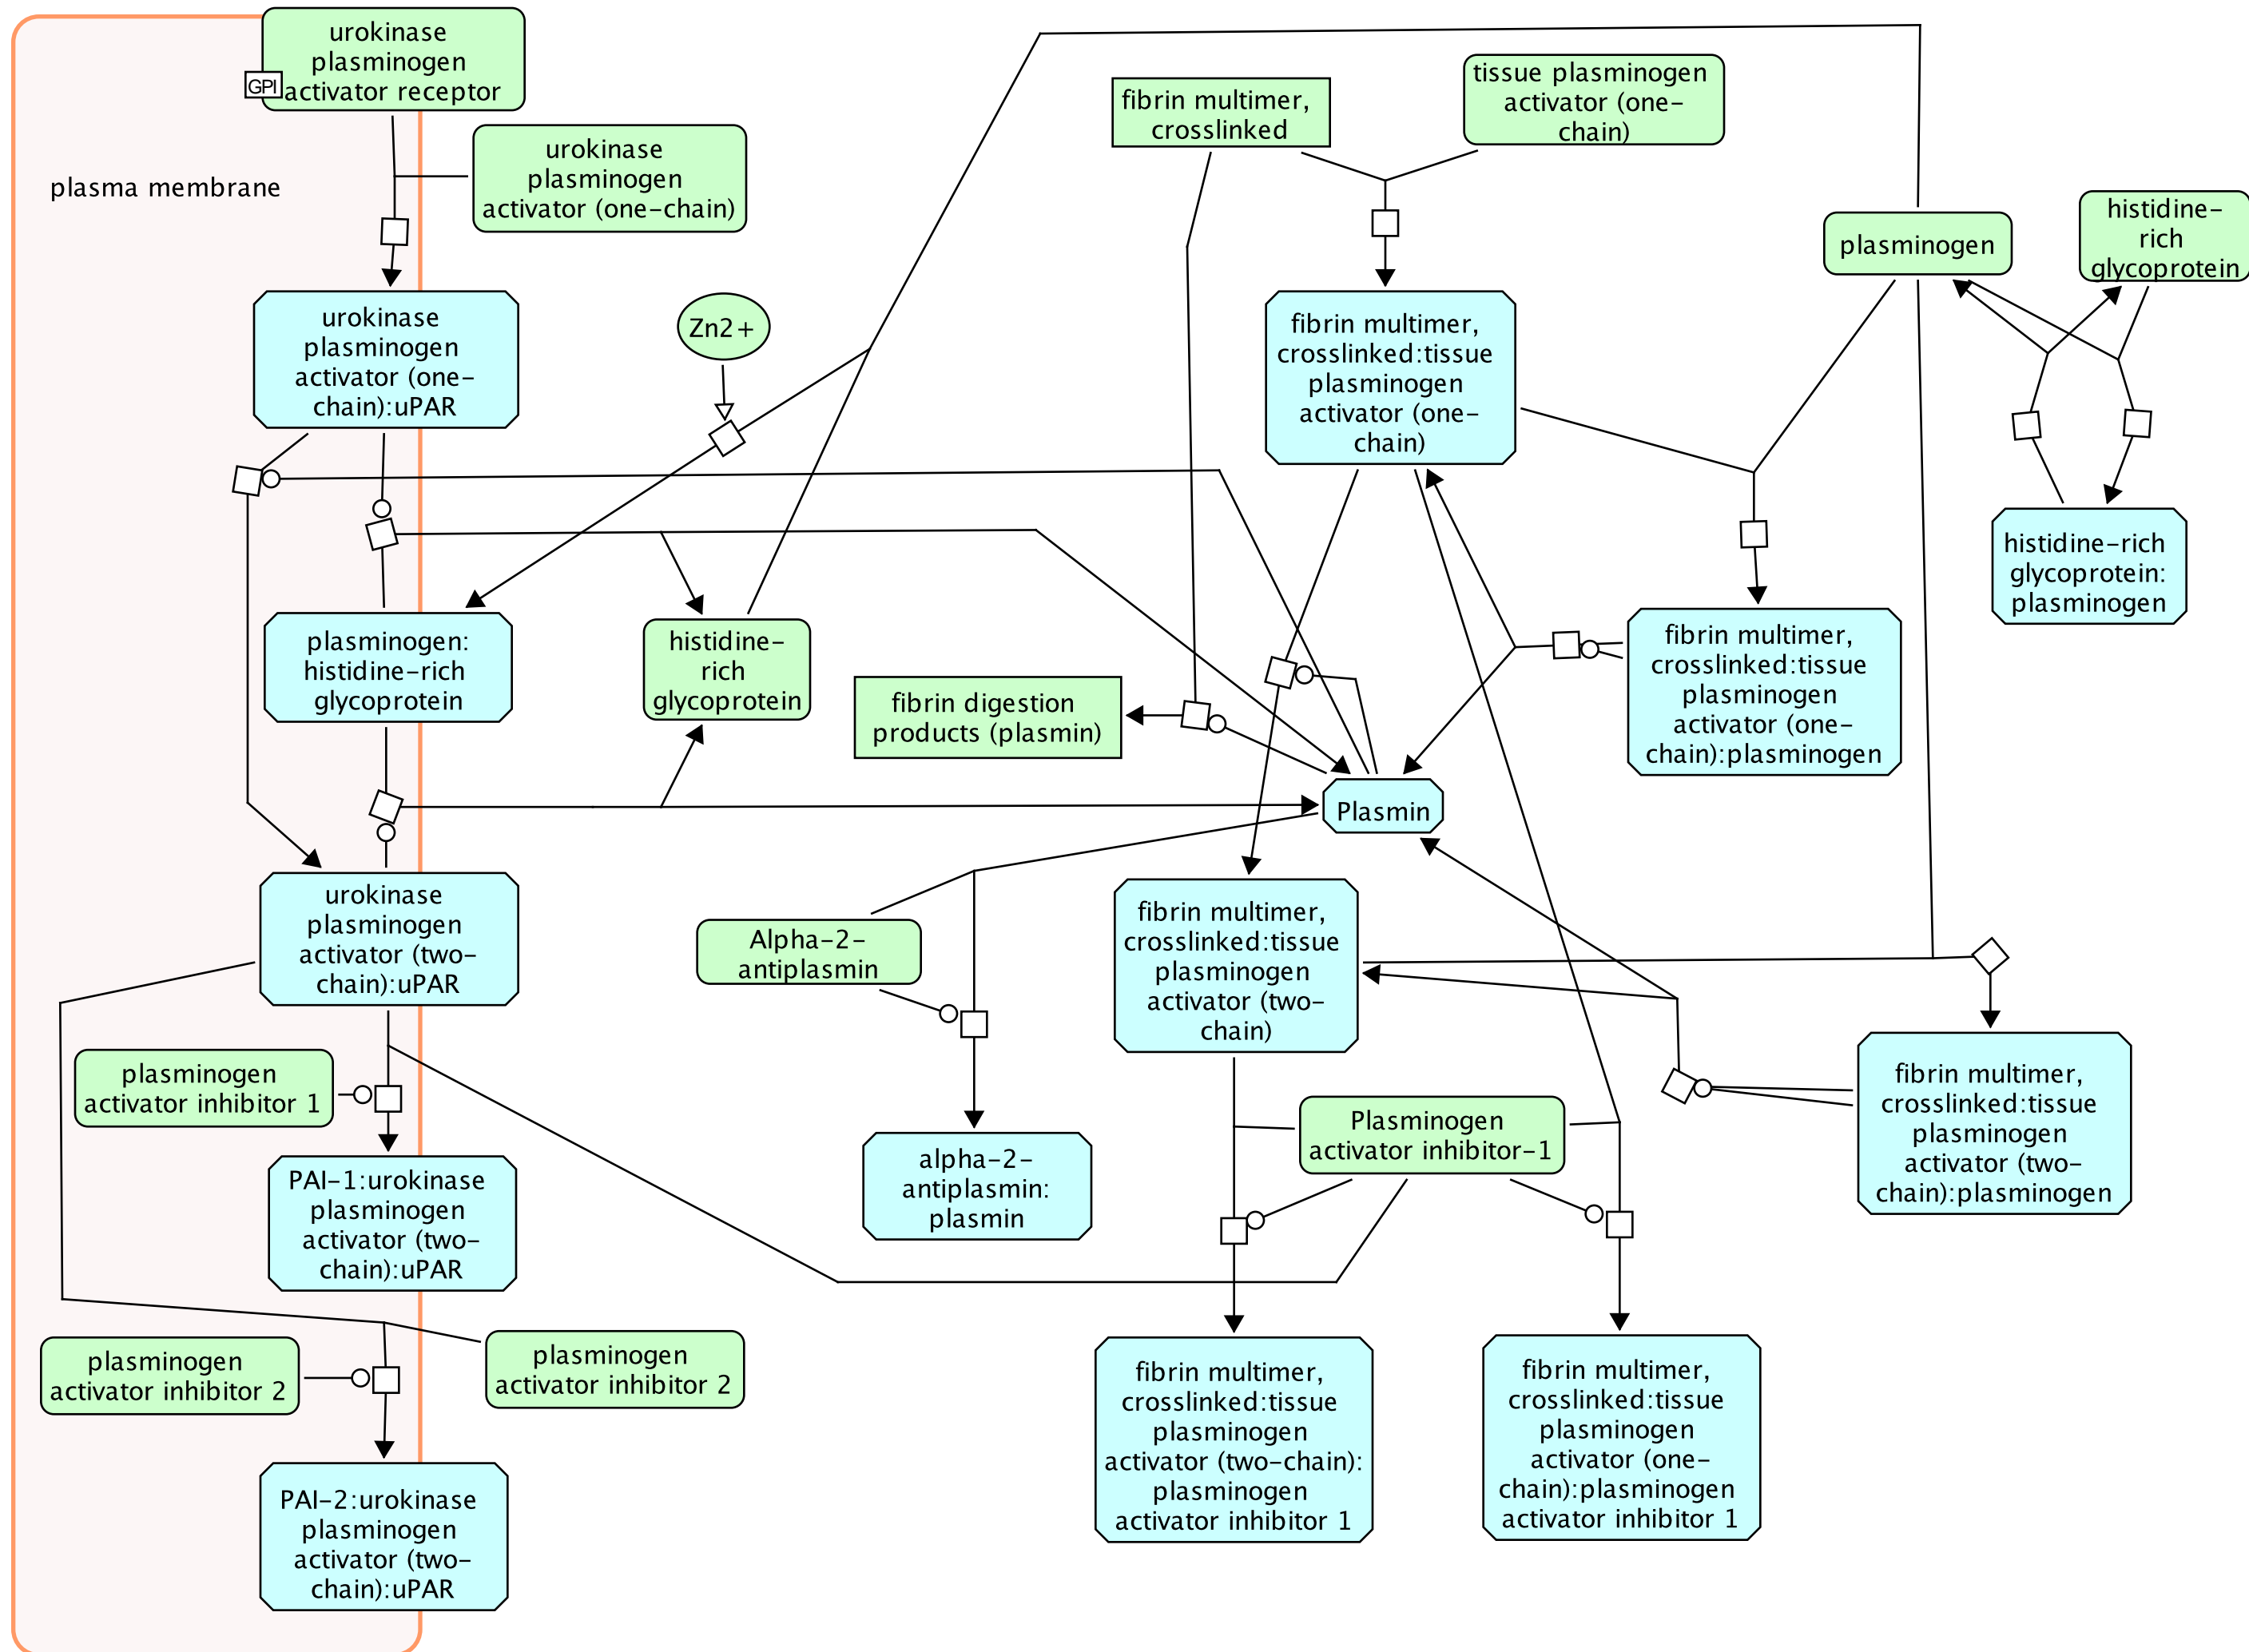 urokinase
plasminogen
activator receptor
GPI
plasma membrane
urokinase
plasminogen
activator (one-chain)
fibrin multimer,
crosslinked
tissue plasminogen
activator (one-
chain)
plasminogen
histidine-
rich
glycoprotein
urokinase
plasminogen
activator (one-
chain):uPAR
Zn2+
fibrin multimer,
crosslinked:tissue
plasminogen
activator (one-
chain)
histidine-rich
glycoprotein:
plasminogen
plasminogen:
histidine-rich
glycoprotein
histidine-
rich
glycoprotein
fibrin digestion
products (plasmin)
fibrin multimer,
crosslinked:tissue
plasminogen
activator (one-
chain):plasminogen
Plasmin
urokinase
plasminogen
activator (two-
chain):uPAR
Alpha-2-
antiplasmin
fibrin multimer,
crosslinked:tissue
plasminogen
activator (two-
chain)
plasminogen
activator inhibitor 1
Plasminogen
activator inhibitor-1
fibrin multimer,
crosslinked:tissue
plasminogen
activator (two-
chain):plasminogen
PAI-1:urokinase
plasminogen
activator (two-
chain):uPAR
alpha-2-
antiplasmin:
plasmin
plasminogen
activator inhibitor 2
plasminogen
activator inhibitor 2
fibrin multimer,
crosslinked:tissue
plasminogen
activator (two-chain):
plasminogen
activator inhibitor 1
fibrin multimer,
crosslinked:tissue
plasminogen
activator (one-
chain):plasminogen
activator inhibitor 1
PAI-2:urokinase
plasminogen
activator (two-
chain):uPAR